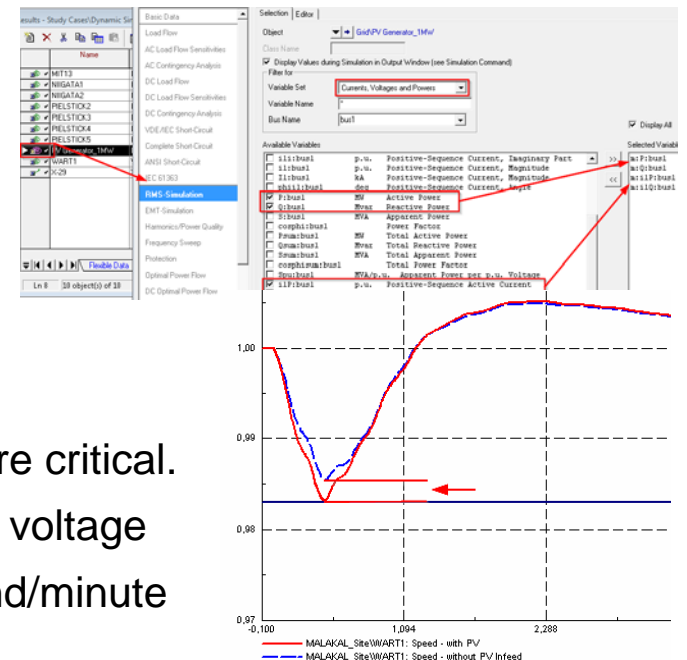 esults - Study Cases\Dynamic Sir
Name
MIT13
NIIGATA1
NIIGATA2
PIELSTICK2
PIELSTICK3
PIELSTICK4
PIELSTICK5
PV Generator_1MW
WART1
X-29
Flexible Data
Ln 8 10 object(s) of 10
Basic Data
Load Flow
AC Load Flow Sensitivities
AC Contingency Analysis
DC Load Flow
DC Load Flow Sensitivities
DC Contingency Analysis
VDE/IEC Short-Circuit
Complete Short-Circuit
ANSI Short-Circuit
IEC 61363
RMS-Simulation
EMT-Simulation
Harmonics/Power Quality
Frequency Sweep
Protection
Optimal Power Flow
DC Optimal Power Flow
Selection Editor
Object Grid\PV Generator_1MW
Class Name
Display Values during Simulation in Output Window (see Simulation Command)
Filter for
Variable Set Currents, Voltages and Powers
Variable Name *
Bus Name bus1
Display All
Available Variables
Selected Variabl
i1i:bus1 p.u. Positive-Sequence Current, Imaginary Part
i1:bus1 p.u. Positive-Sequence Current, Magnitude
I1:bus1 kA Positive-Sequence Current, Magnitude
phii1:bus1 deg Positive-Sequence Current, Angle
P:bus1 MW Active Power
Q:bus1 Mvar Reactive Power
S:bus1 MVA Apparent Power
cosphi:bus1 Power Factor
Psum:bus1 MW Total Active Power
Qsum:bus1 Mvar Total Reactive Power
Ssum:bus1 MVA Total Apparent Power
cosphisum:bus1 Total Power Factor
Spu:bus1 MVA/p.u. Apparent Power per p.u. Voltage
i1P:bus1 p.u. Positive-Sequence Active Current
>>
<<
m:P:bus1
m:Q:bus1
m:i1P:bus1
m:i1Q:bus1
re critical.
voltage
nd/minute
1,00
0,99
0,98
0,97
-0,100 1,094 2,288
MALAKAL_Site\WART1: Speed - with PV
MALAKAL_Site\WART1: Speed - without PV Infeed